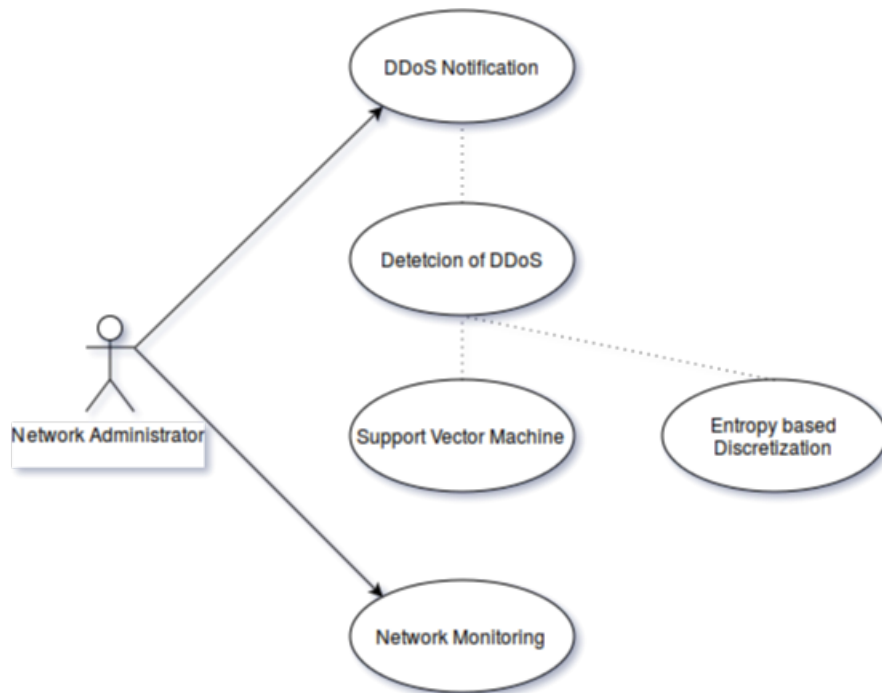 DDoS Notification
Detetcion of DDoS
Network Administrator
Support Vector Machine
Entropy based
Discretization
Network Monitoring